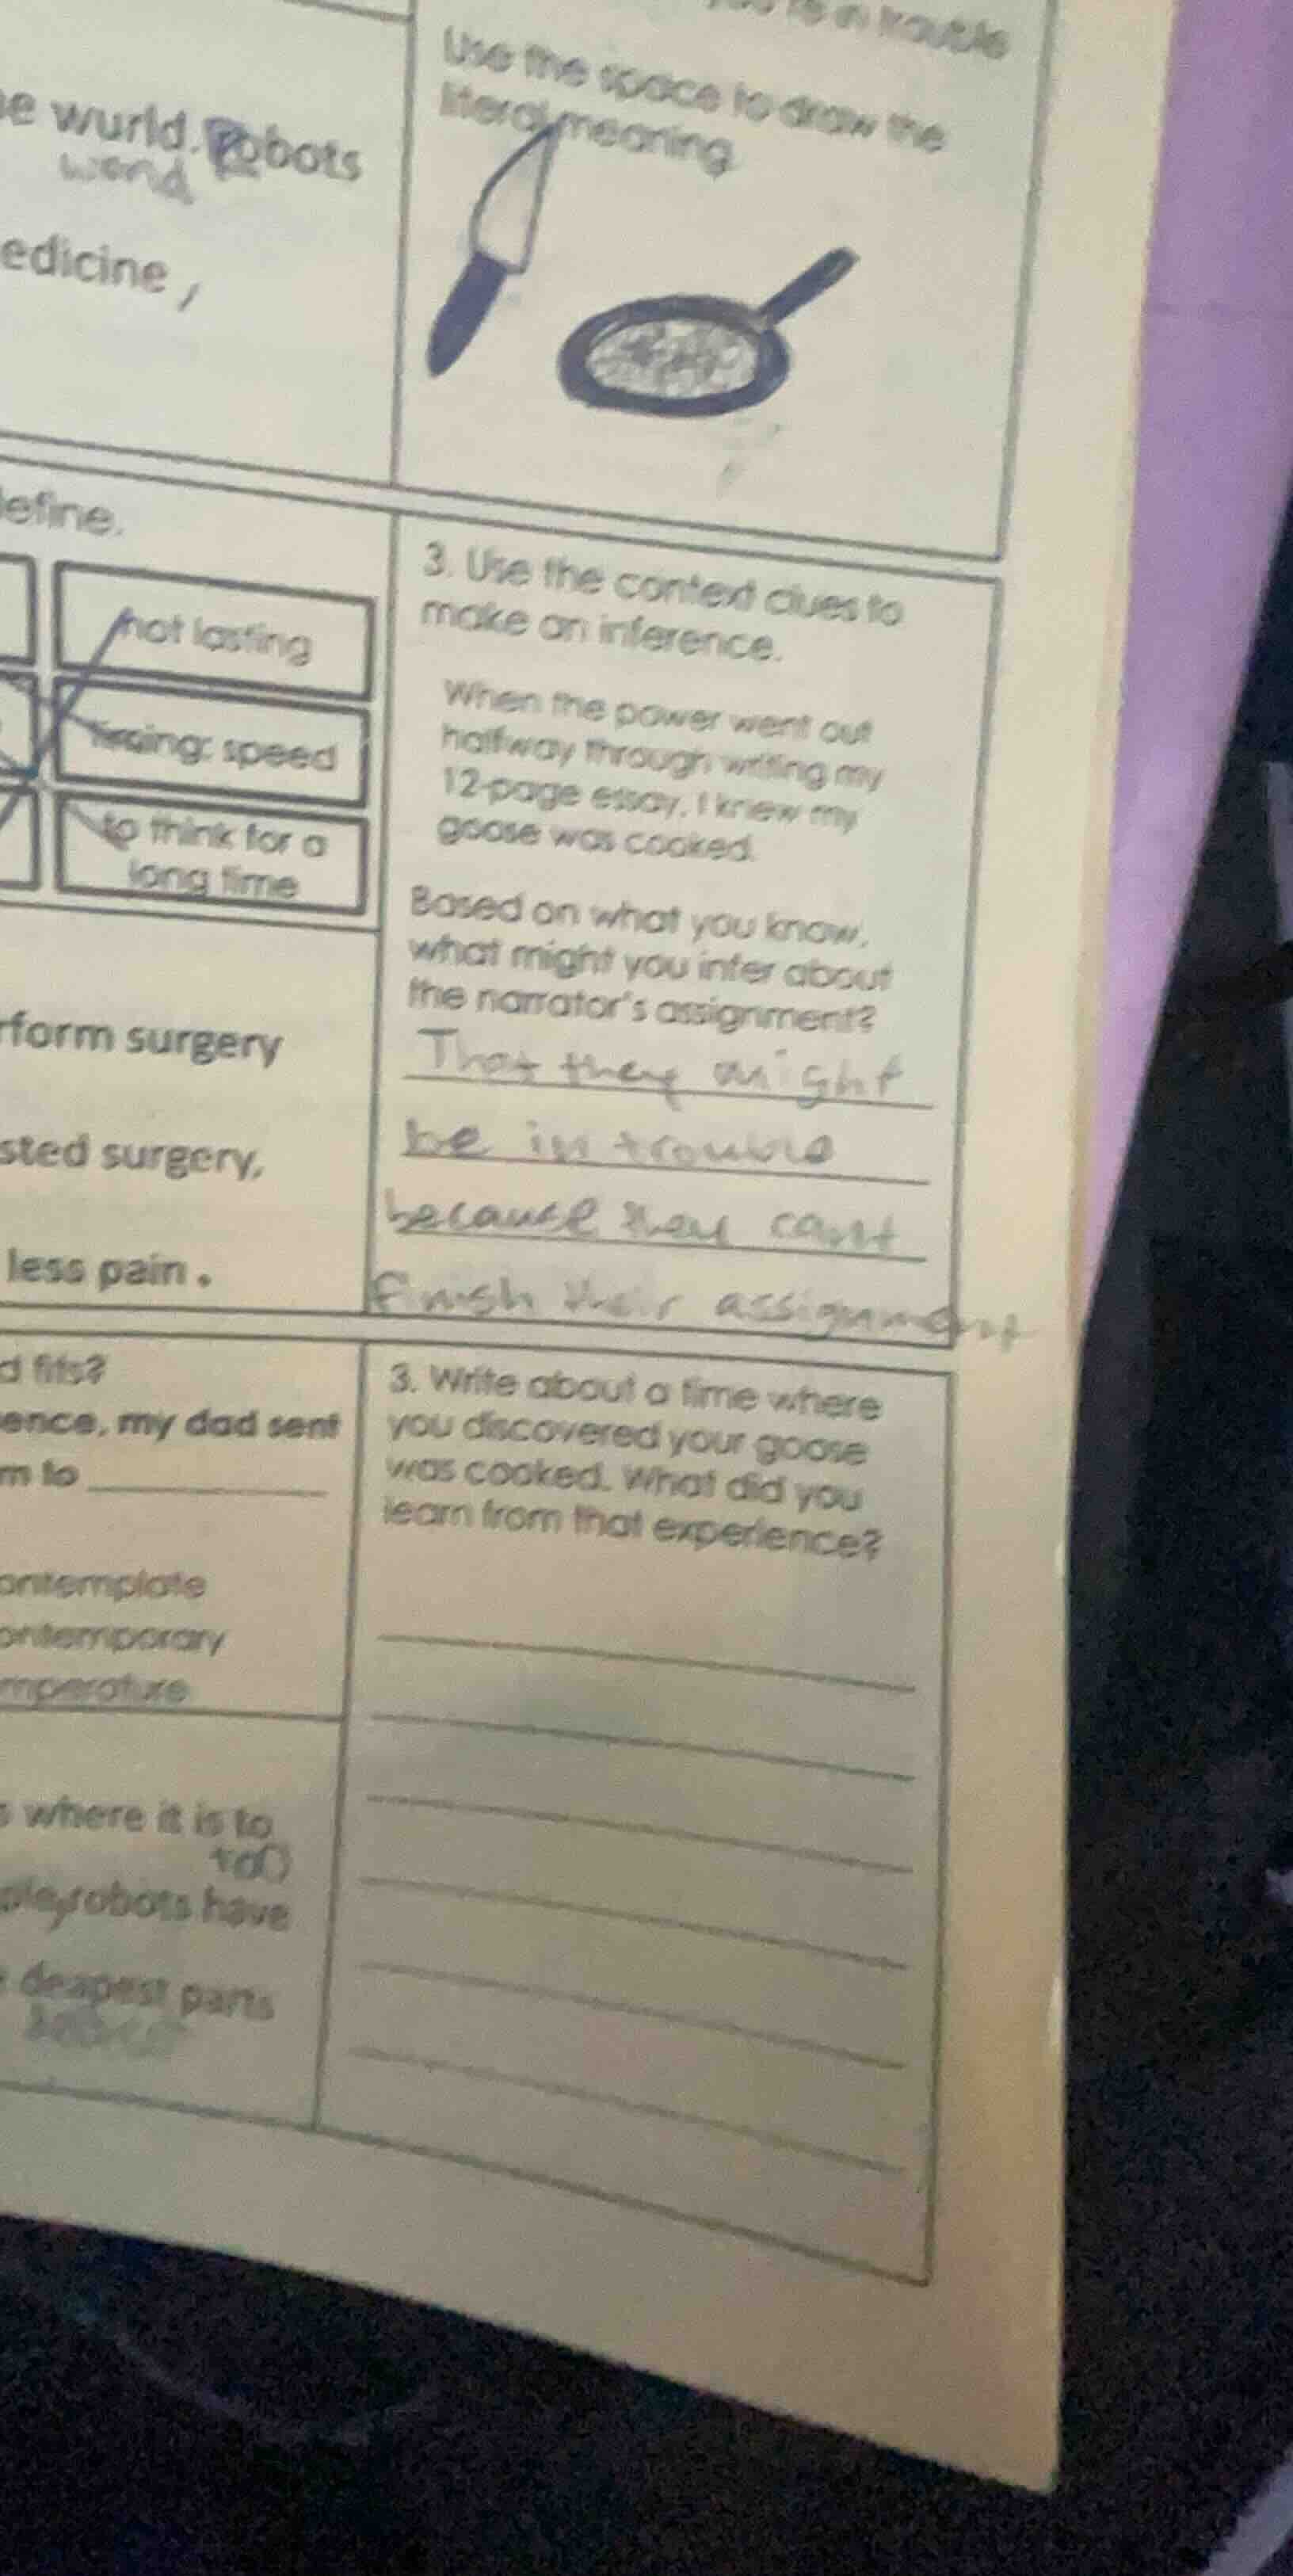 in trouble
Use the space to draw the
literal meaning.
e wurld. Robots
edicine ,
efine.
not lasting
timing; speed
to think for a
long time
3. Use the context clues to
make an inference.
When the power went out
halfway through writing my
12-page essay, I knew my
goose was cooked.
Based on what you know,
what might you infer about
the narrator's assignment?
That they might
be in trouble
because they cant
finish their assignment
rform surgery
sted surgery,
less pain .
d fits?
ence, my dad sent
m to
ontemplate
ontemporary
mperature
s where it is to
too
robots have
deapest parts
3. Write about a time where
you discovered your goose
was cooked. What did you
learn from that experience?